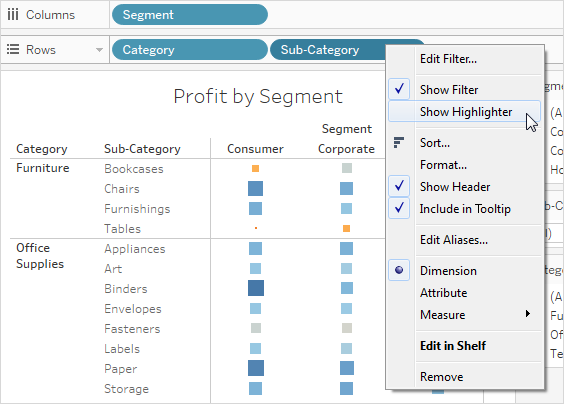 Columns Segment
Rows Category Sub-Category
Profit by Segment
Segment
Category Sub-Category Consumer Corporate
Furniture Bookcases
Chairs
Furnishings
Tables
Office Supplies Appliances
Art
Binders
Envelopes
Fasteners
Labels
Paper
Storage
Edit Filter...
Show Filter
Show Highlighter
Sort...
Format...
Show Header
Include in Tooltip
Edit Aliases...
Dimension
Attribute
Measure
Edit in Shelf
Remove
(A
Co
Co
Ho
(A
Fu
Of
Te